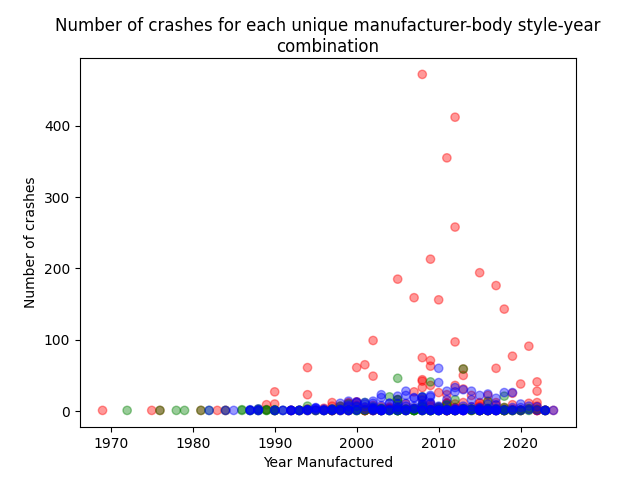 Number of crashes for each unique manufacturer-body style-year
combination
400
300
200
100
0
Number of crashes
1970 1980 1990 2000 2010 2020
Year Manufactured